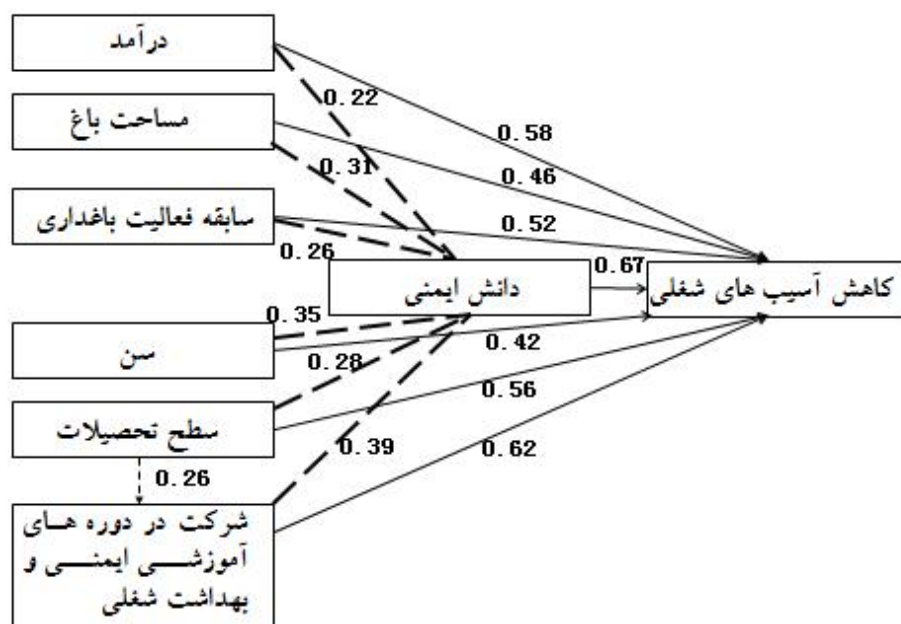 درآمد
0.22
0.58
مساحت باغ
0.31
0.46
سابقه فعالیت باغداری
0.26
0.52
دانش ایمنی
0.67
کاهش آسیب های شغلی
0.35
سن
0.28
0.42
سطح تحصیلات
0.56
0.39
0.62
0.26
شرکت در دوره های
آموزشی ایمنی و
بهداشت شغلی